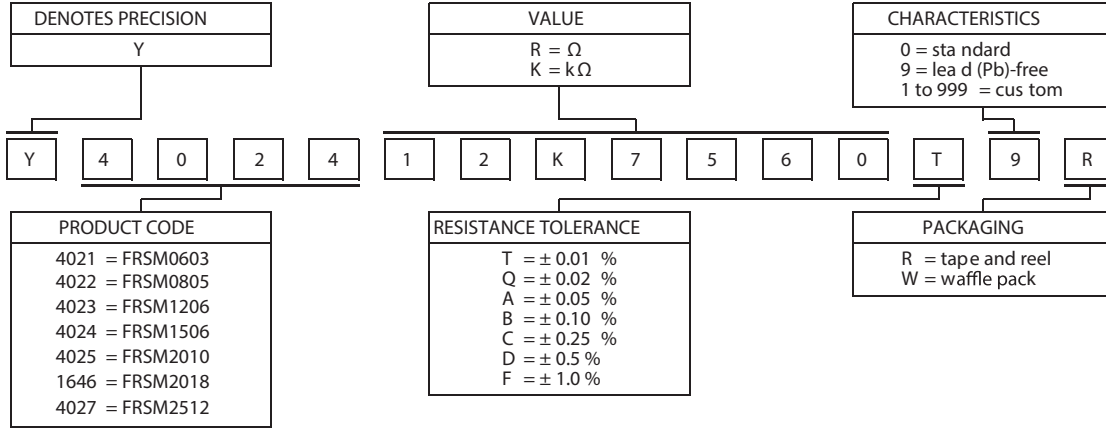 DENOTES PRECISION
Y
VALUE
R = Ω
K = kΩ
CHARACTERISTICS
0 = sta ndard
9 = lea d (Pb)-free
1 to 999 = cus tom
Y 4 0 2 4 1 2 K 7 5 6 0 T 9 R
PRODUCT CODE
4021 = FRSM0603
4022 = FRSM0805
4023 = FRSM1206
4024 = FRSM1506
4025 = FRSM2010
1646 = FRSM2018
4027 = FRSM2512
RESISTANCE TOLERANCE
T = ± 0.01 %
Q = ± 0.02 %
A = ± 0.05 %
B = ± 0.10 %
C = ± 0.25 %
D = ± 0.5 %
F = ± 1.0 %
PACKAGING
R = tape and reel
W = waffle pack